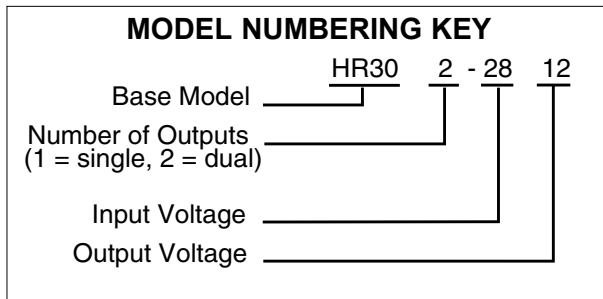 MODEL NUMBERING KEY
HR30 2 - 28 12
Base Model
Number of Outputs
(1 = single, 2 = dual)
Input Voltage
Output Voltage